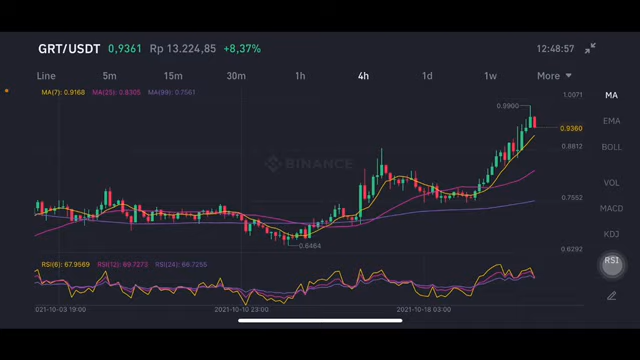 GRT/USDT 0,9361 Rp 13.224,85 +8,37% 12:48:57
Line 5m 15m 30m 1h 4h 1d 1w More
MA(7): 0.9168 MA(25): 0.8305 MA(99): 0.7561
1.0071
MA
0.9900
0.9360
EMA
0.8812
BOLL
BINANCE
VOL
0.7552
MACD
KDJ
0.6464
0.6292
RSI(6): 67.9569 RSI(12): 69.7273 RSI(24): 66.7255
RSI
2021-10-03 19:00 2021-10-10 23:00 2021-10-18 03:00